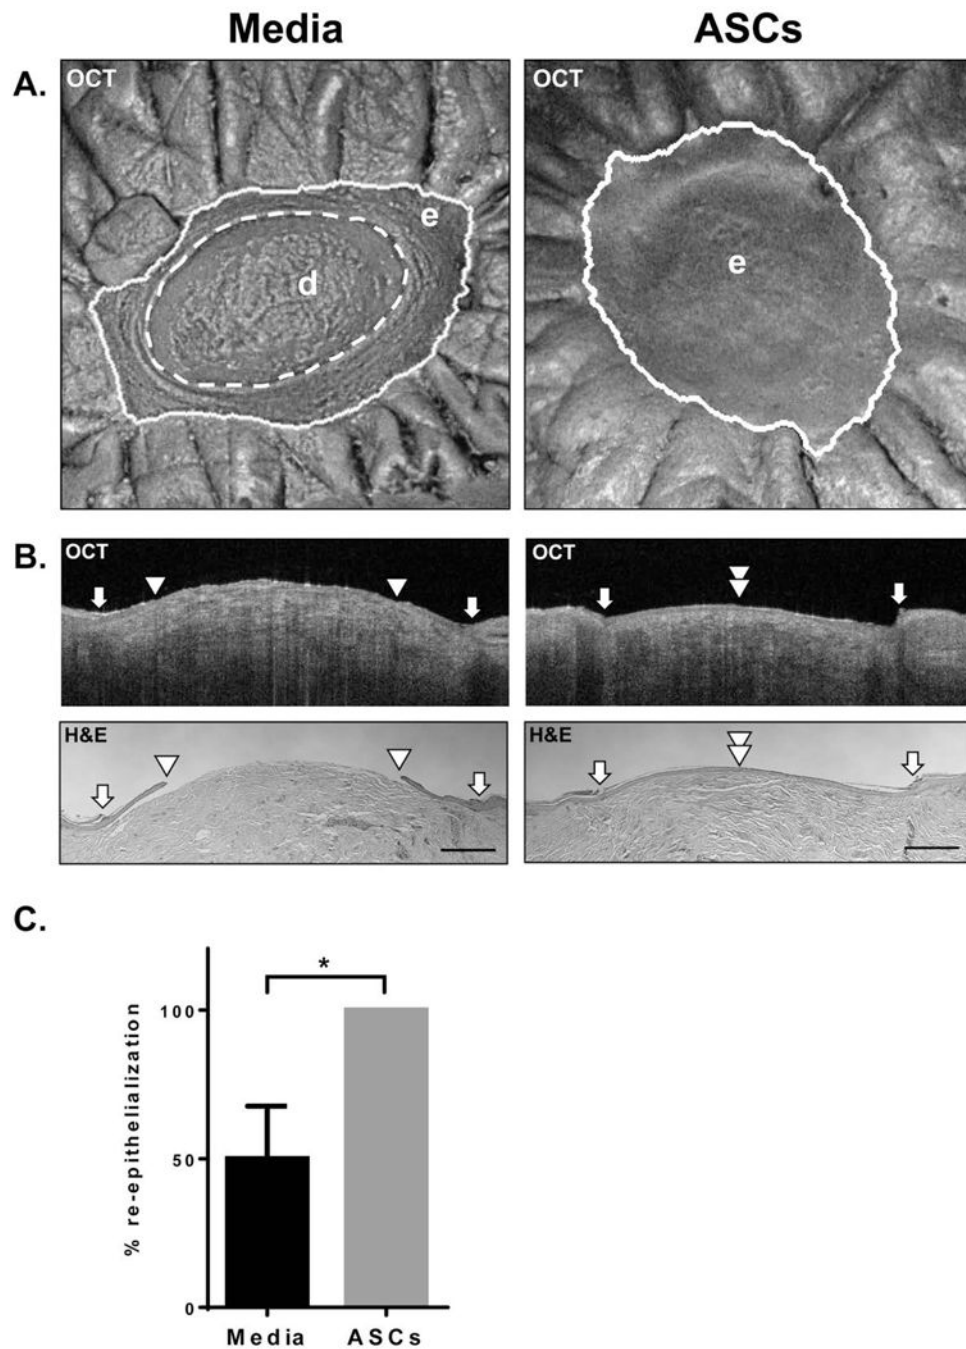 Media ASCs
A.
OCT OCT
e
d
e
B.
OCT OCT
H&E H&E
C.
% re-epithelialization
100
50
0
*
Media ASCs